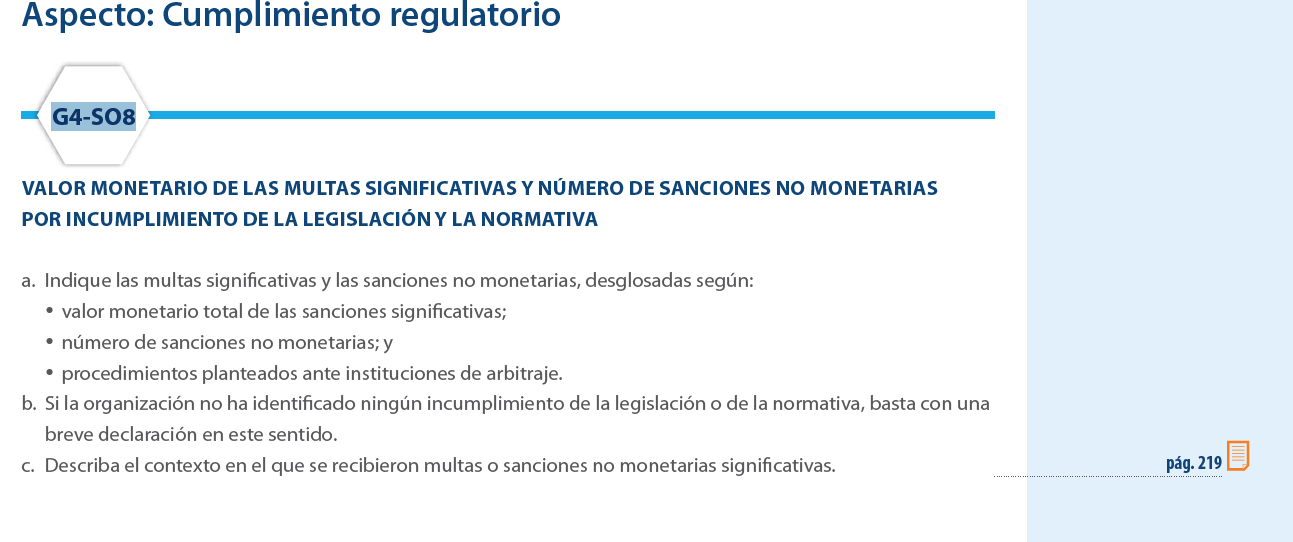 Aspecto: Cumplimiento regulatorio
G4-SO8
VALOR MONETARIO DE LAS MULTAS SIGNIFICATIVAS Y NÚMERO DE SANCIONES NO MONETARIAS
POR INCUMPLIMIENTO DE LA LEGISLACIÓN Y LA NORMATIVA
a. Indique las multas significativas y las sanciones no monetarias, desglosadas según:
• valor monetario total de las sanciones significativas;
• número de sanciones no monetarias; y
• procedimientos planteados ante instituciones de arbitraje.
b. Si la organización no ha identificado ningún incumplimiento de la legislación o de la normativa, basta con una
breve declaración en este sentido.
c. Describa el contexto en el que se recibieron multas o sanciones no monetarias significativas.
pág. 219